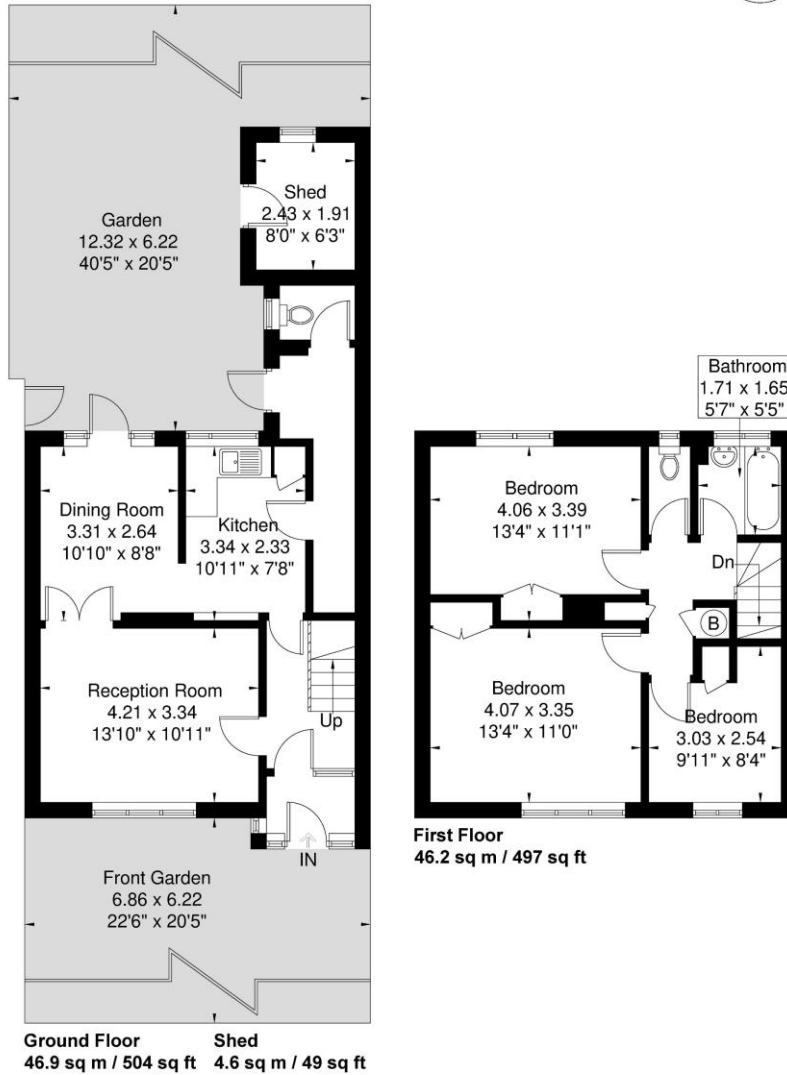 Shed
2.43 x 1.91
8'0" x 6'3"
Garden
12.32 x 6.22
40'5" x 20'5"
Dining Room
3.31 x 2.64
10'10" x 8'8"
Kitchen
3.34 x 2.33
10'11" x 7'8"
Reception Room
4.21 x 3.34
13'10" x 10'11"
Up
IN
Front Garden
6.86 x 6.22
22'6" x 20'5"
Ground Floor
46.9 sq m / 504 sq ft
Shed
4.6 sq m / 49 sq ft
Bathroom
1.71 x 1.65
5'7" x 5'5"
Bedroom
4.06 x 3.39
13'4" x 11'1"
Dn
B
Bedroom
4.07 x 3.35
13'4" x 11'0"
Bedroom
3.03 x 2.54
9'11" x 8'4"
First Floor
46.2 sq m / 497 sq ft